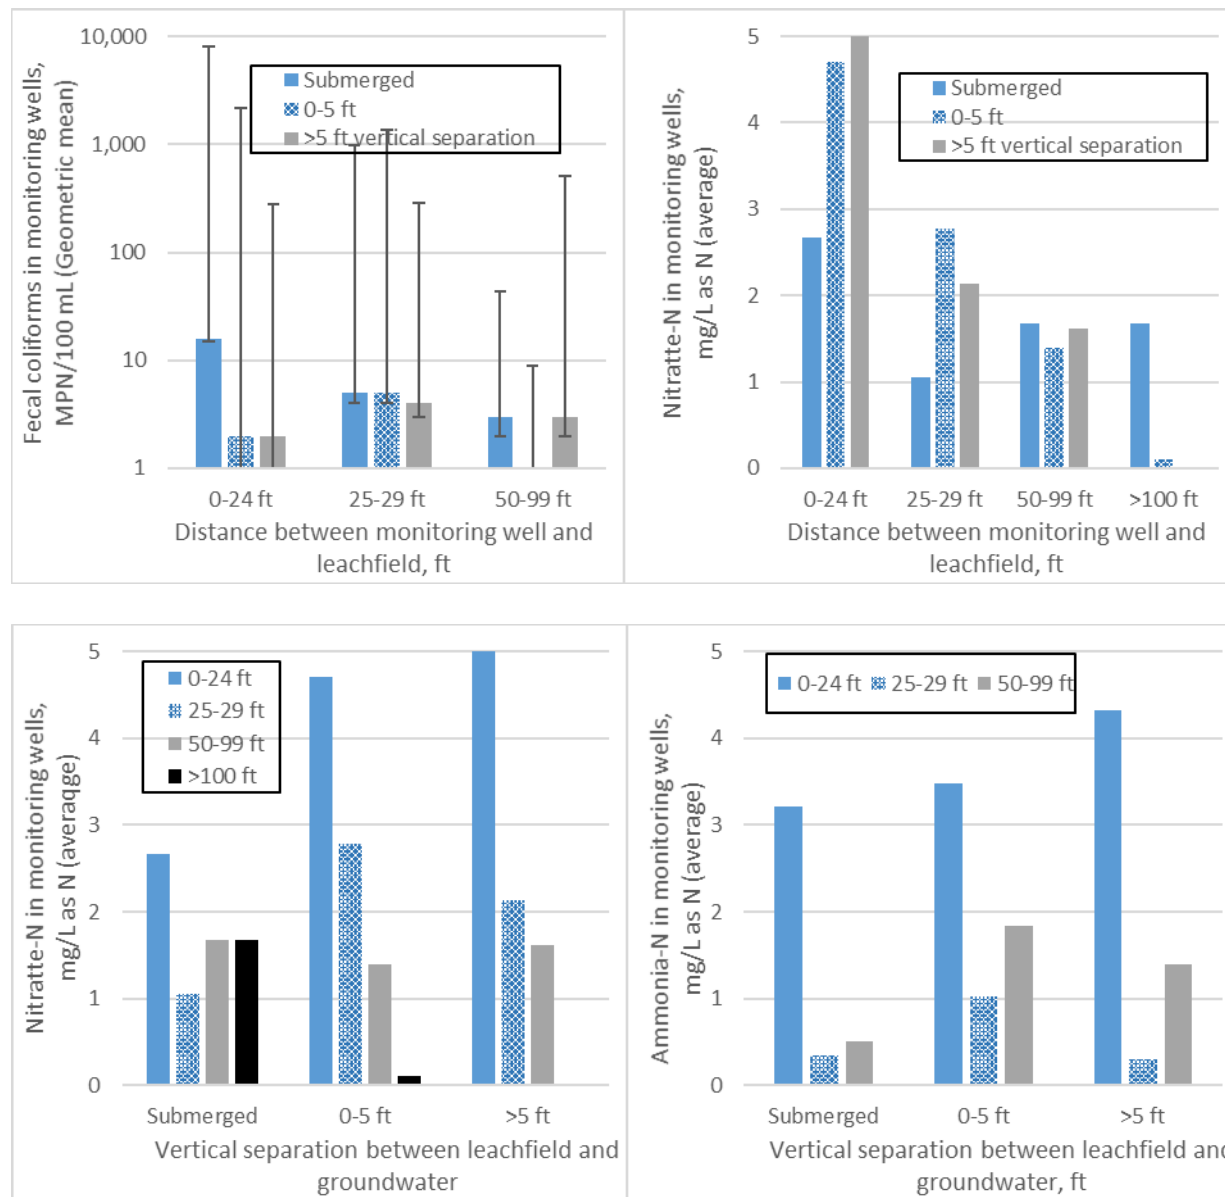 Fecal coliforms in monitoring wells,
MPN/100 mL (Geometric mean)
10,000
1,000
100
10
1
Submerged
0-5 ft
>5 ft vertical separation
0-24 ft
25-29 ft
50-99 ft
Distance between monitoring well and
leachfield, ft
Nitratte-N in monitoring wells,
mg/L as N (average)
5
4
3
2
1
0
Submerged
0-5 ft
>5 ft vertical separation
0-24 ft
25-29 ft
50-99 ft
>100 ft
Distance between monitoring well and
leachfield, ft
Nitratte-N in monitoring wells,
mg/L as N (averaqge)
5
4
3
2
1
0
0-24 ft
25-29 ft
50-99 ft
>100 ft
Submerged
0-5 ft
>5 ft
Vertical separation between leachfield and
groundwater
Ammonia-N in monitoring wells,
mg/L as N (average)
5
4
3
2
1
0
0-24 ft
25-29 ft
50-99 ft
Submerged
0-5 ft
>5 ft
Vertical separation between leachfield and
groundwater, ft